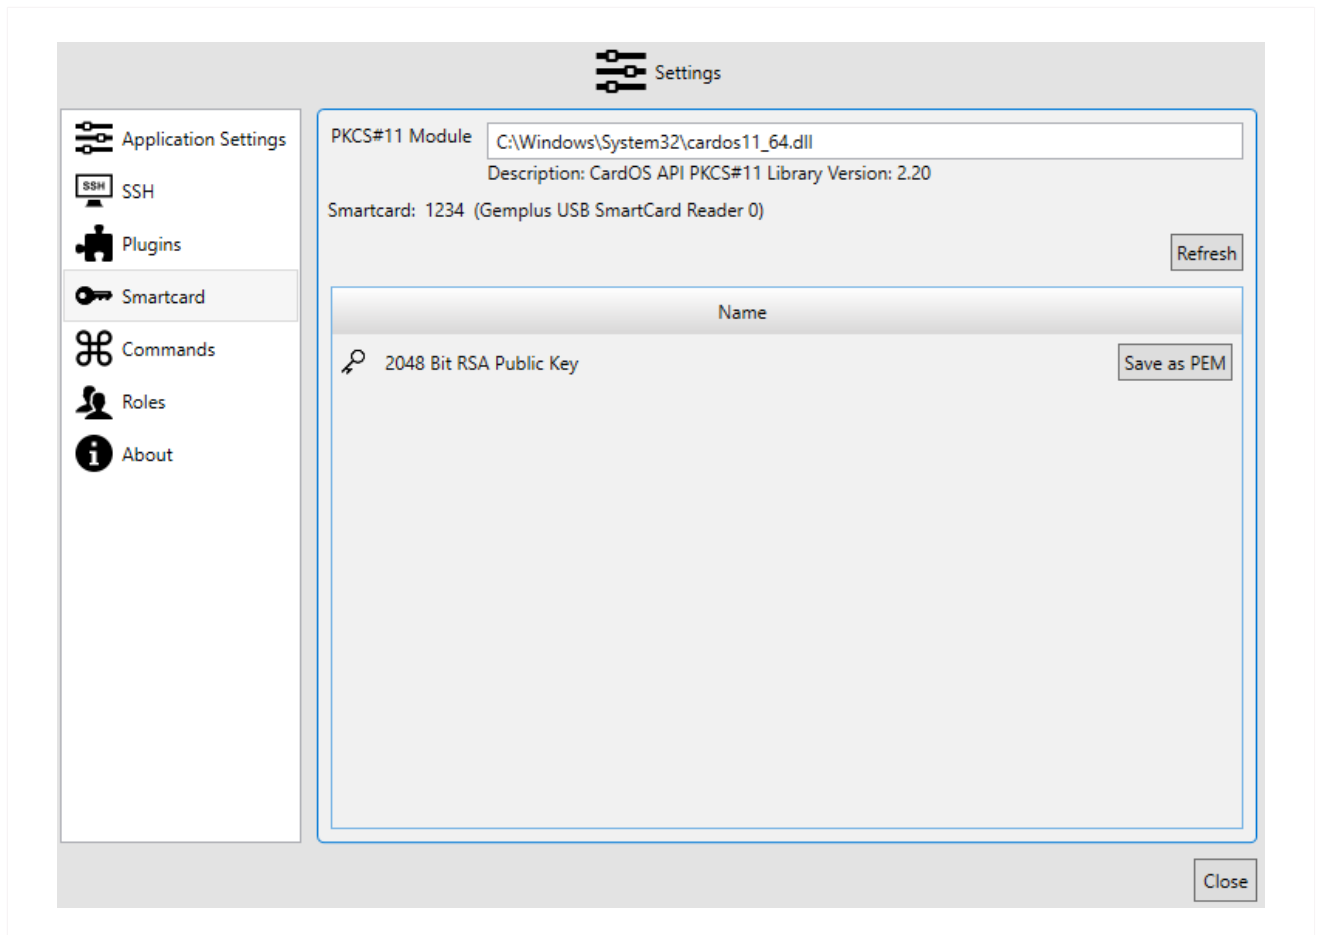 Settings
Application Settings
SSH
SSH
Plugins
Smartcard
Commands
Roles
About
PKCS#11 Module
C:\Windows\System32\cardos11_64.dll
Description: CardOS API PKCS#11 Library Version: 2.20
Smartcard: 1234 (Gemplus USB SmartCard Reader 0)
Refresh
Name
2048 Bit RSA Public Key
Save as PEM
Close